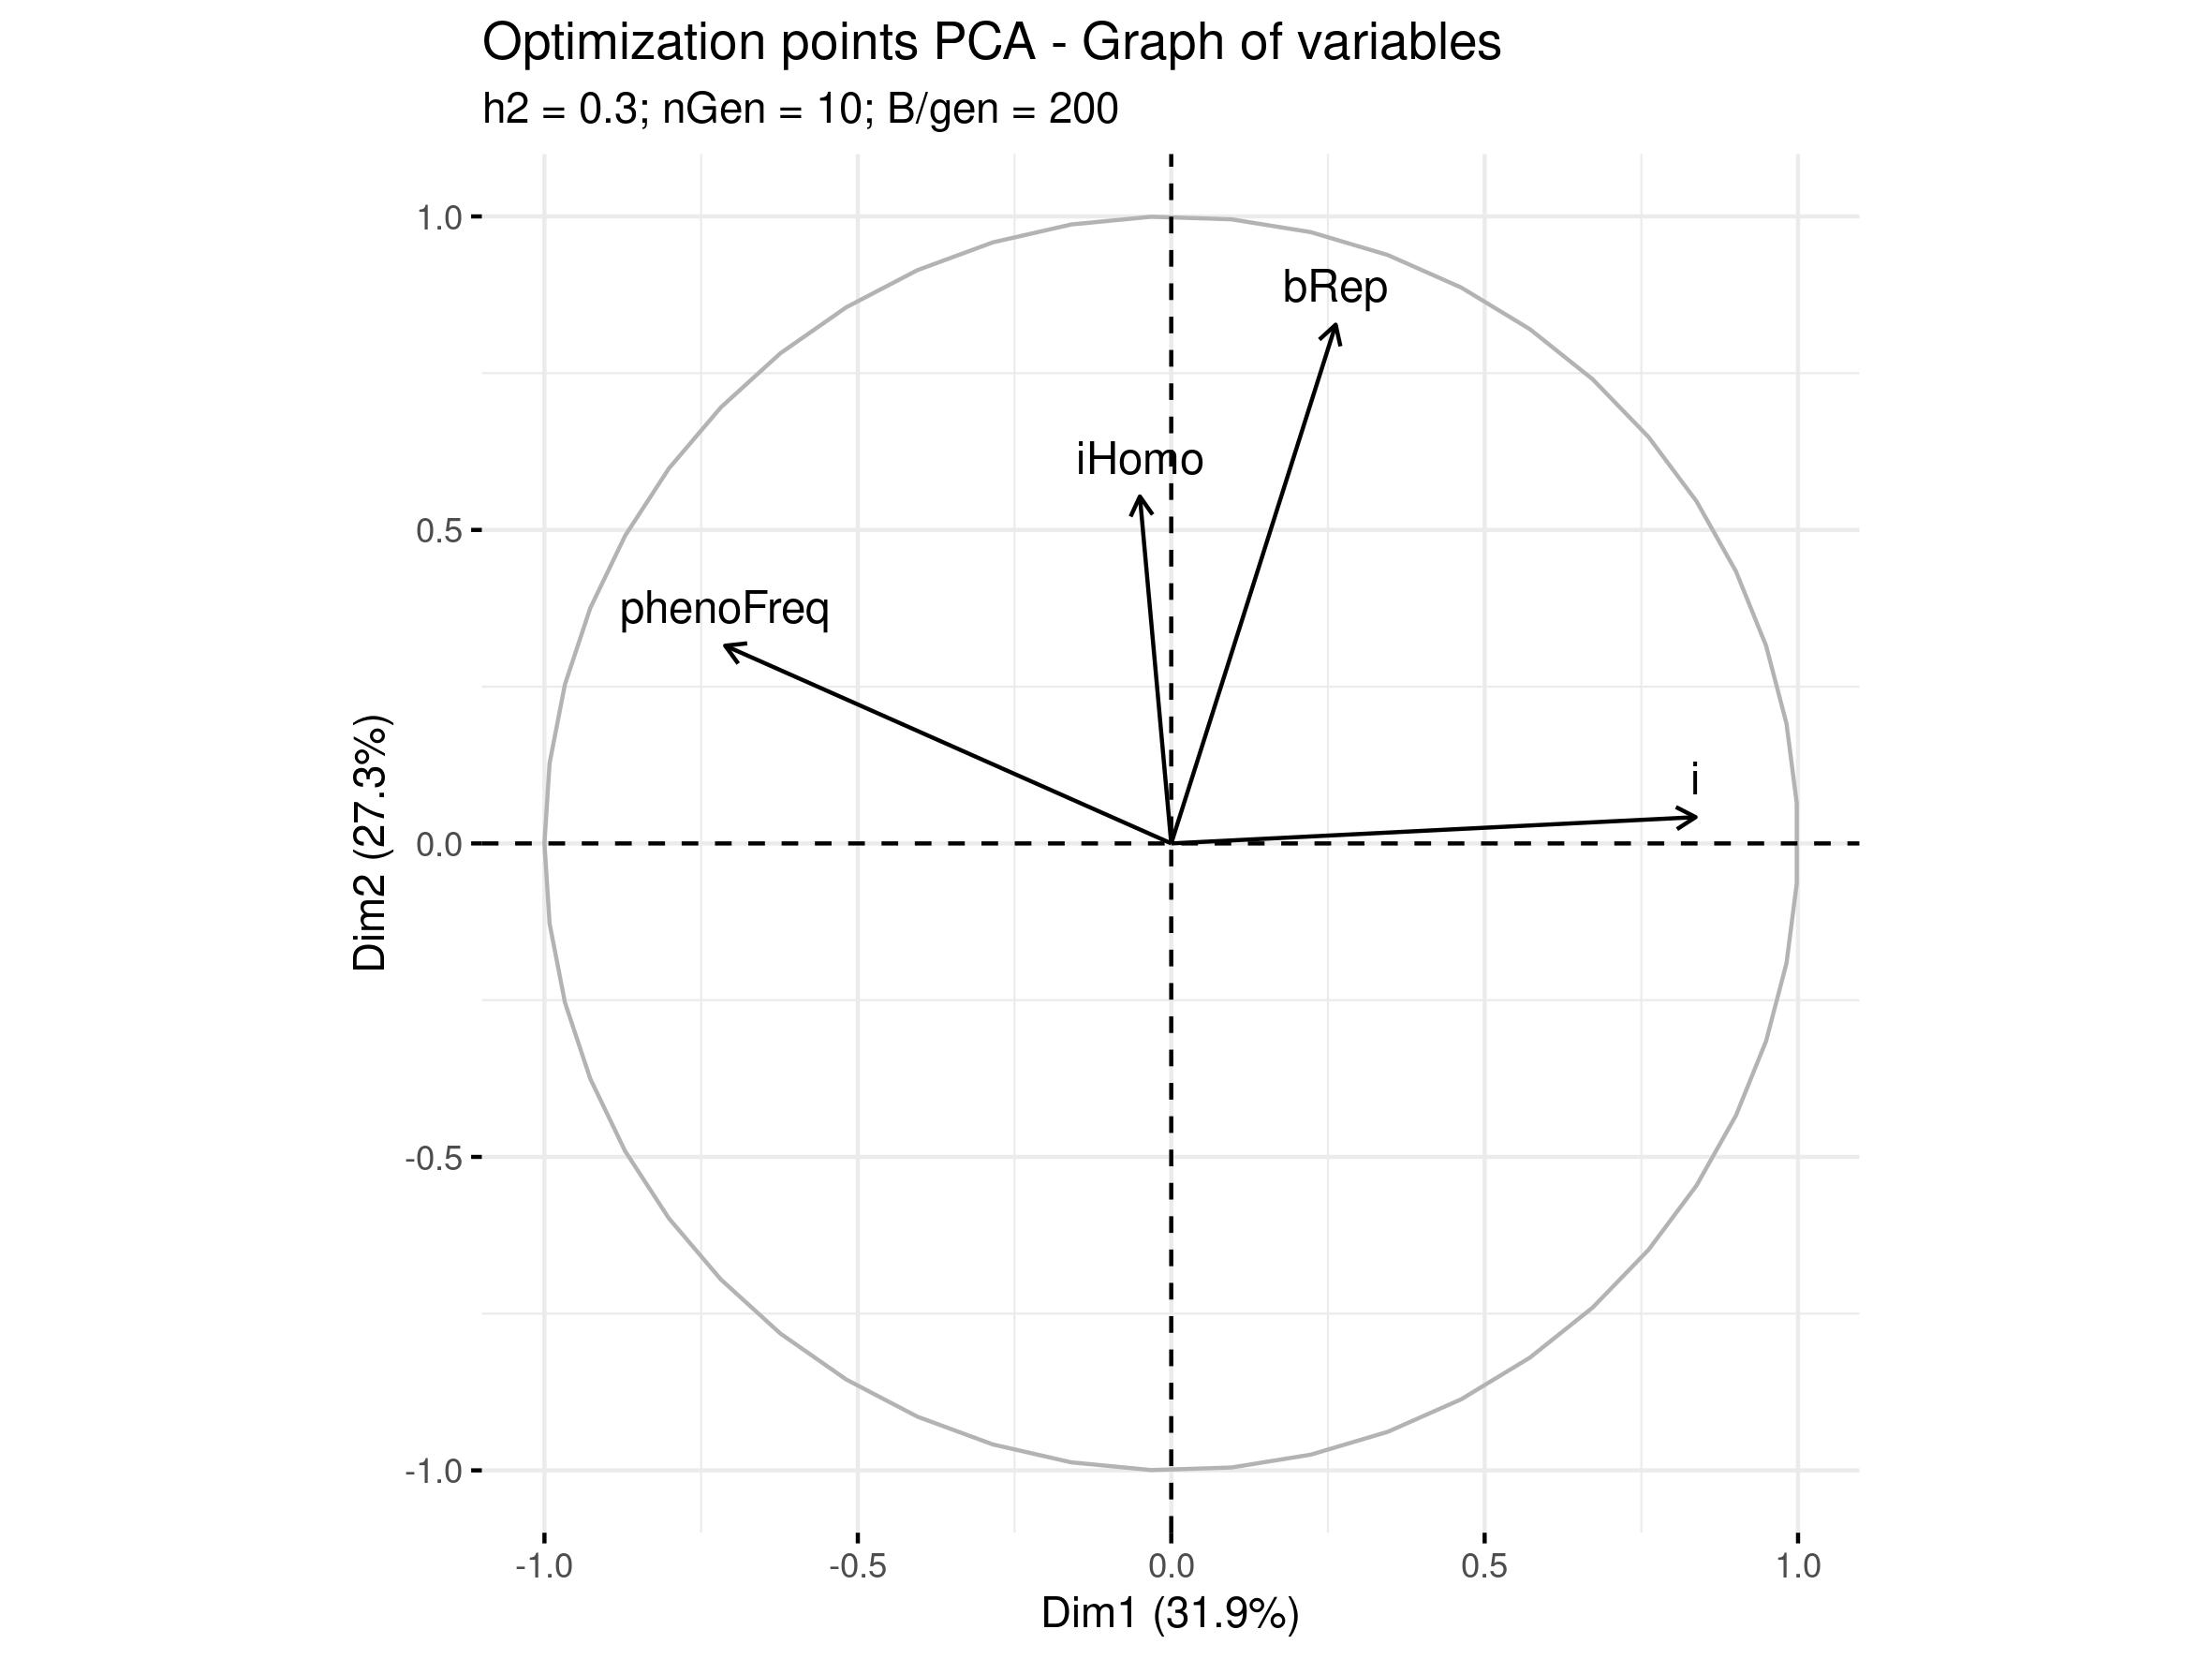 Optimization points PCA - Graph of variables
h2 = 0.3; nGen = 10; B/gen = 200
1.0
0.5
0.0
-0.5
-1.0
Dim2 (27.3%)
bRep
iHomo
phenoFreq
i
-1.0
-0.5
0.0
0.5
1.0
Dim1 (31.9%)